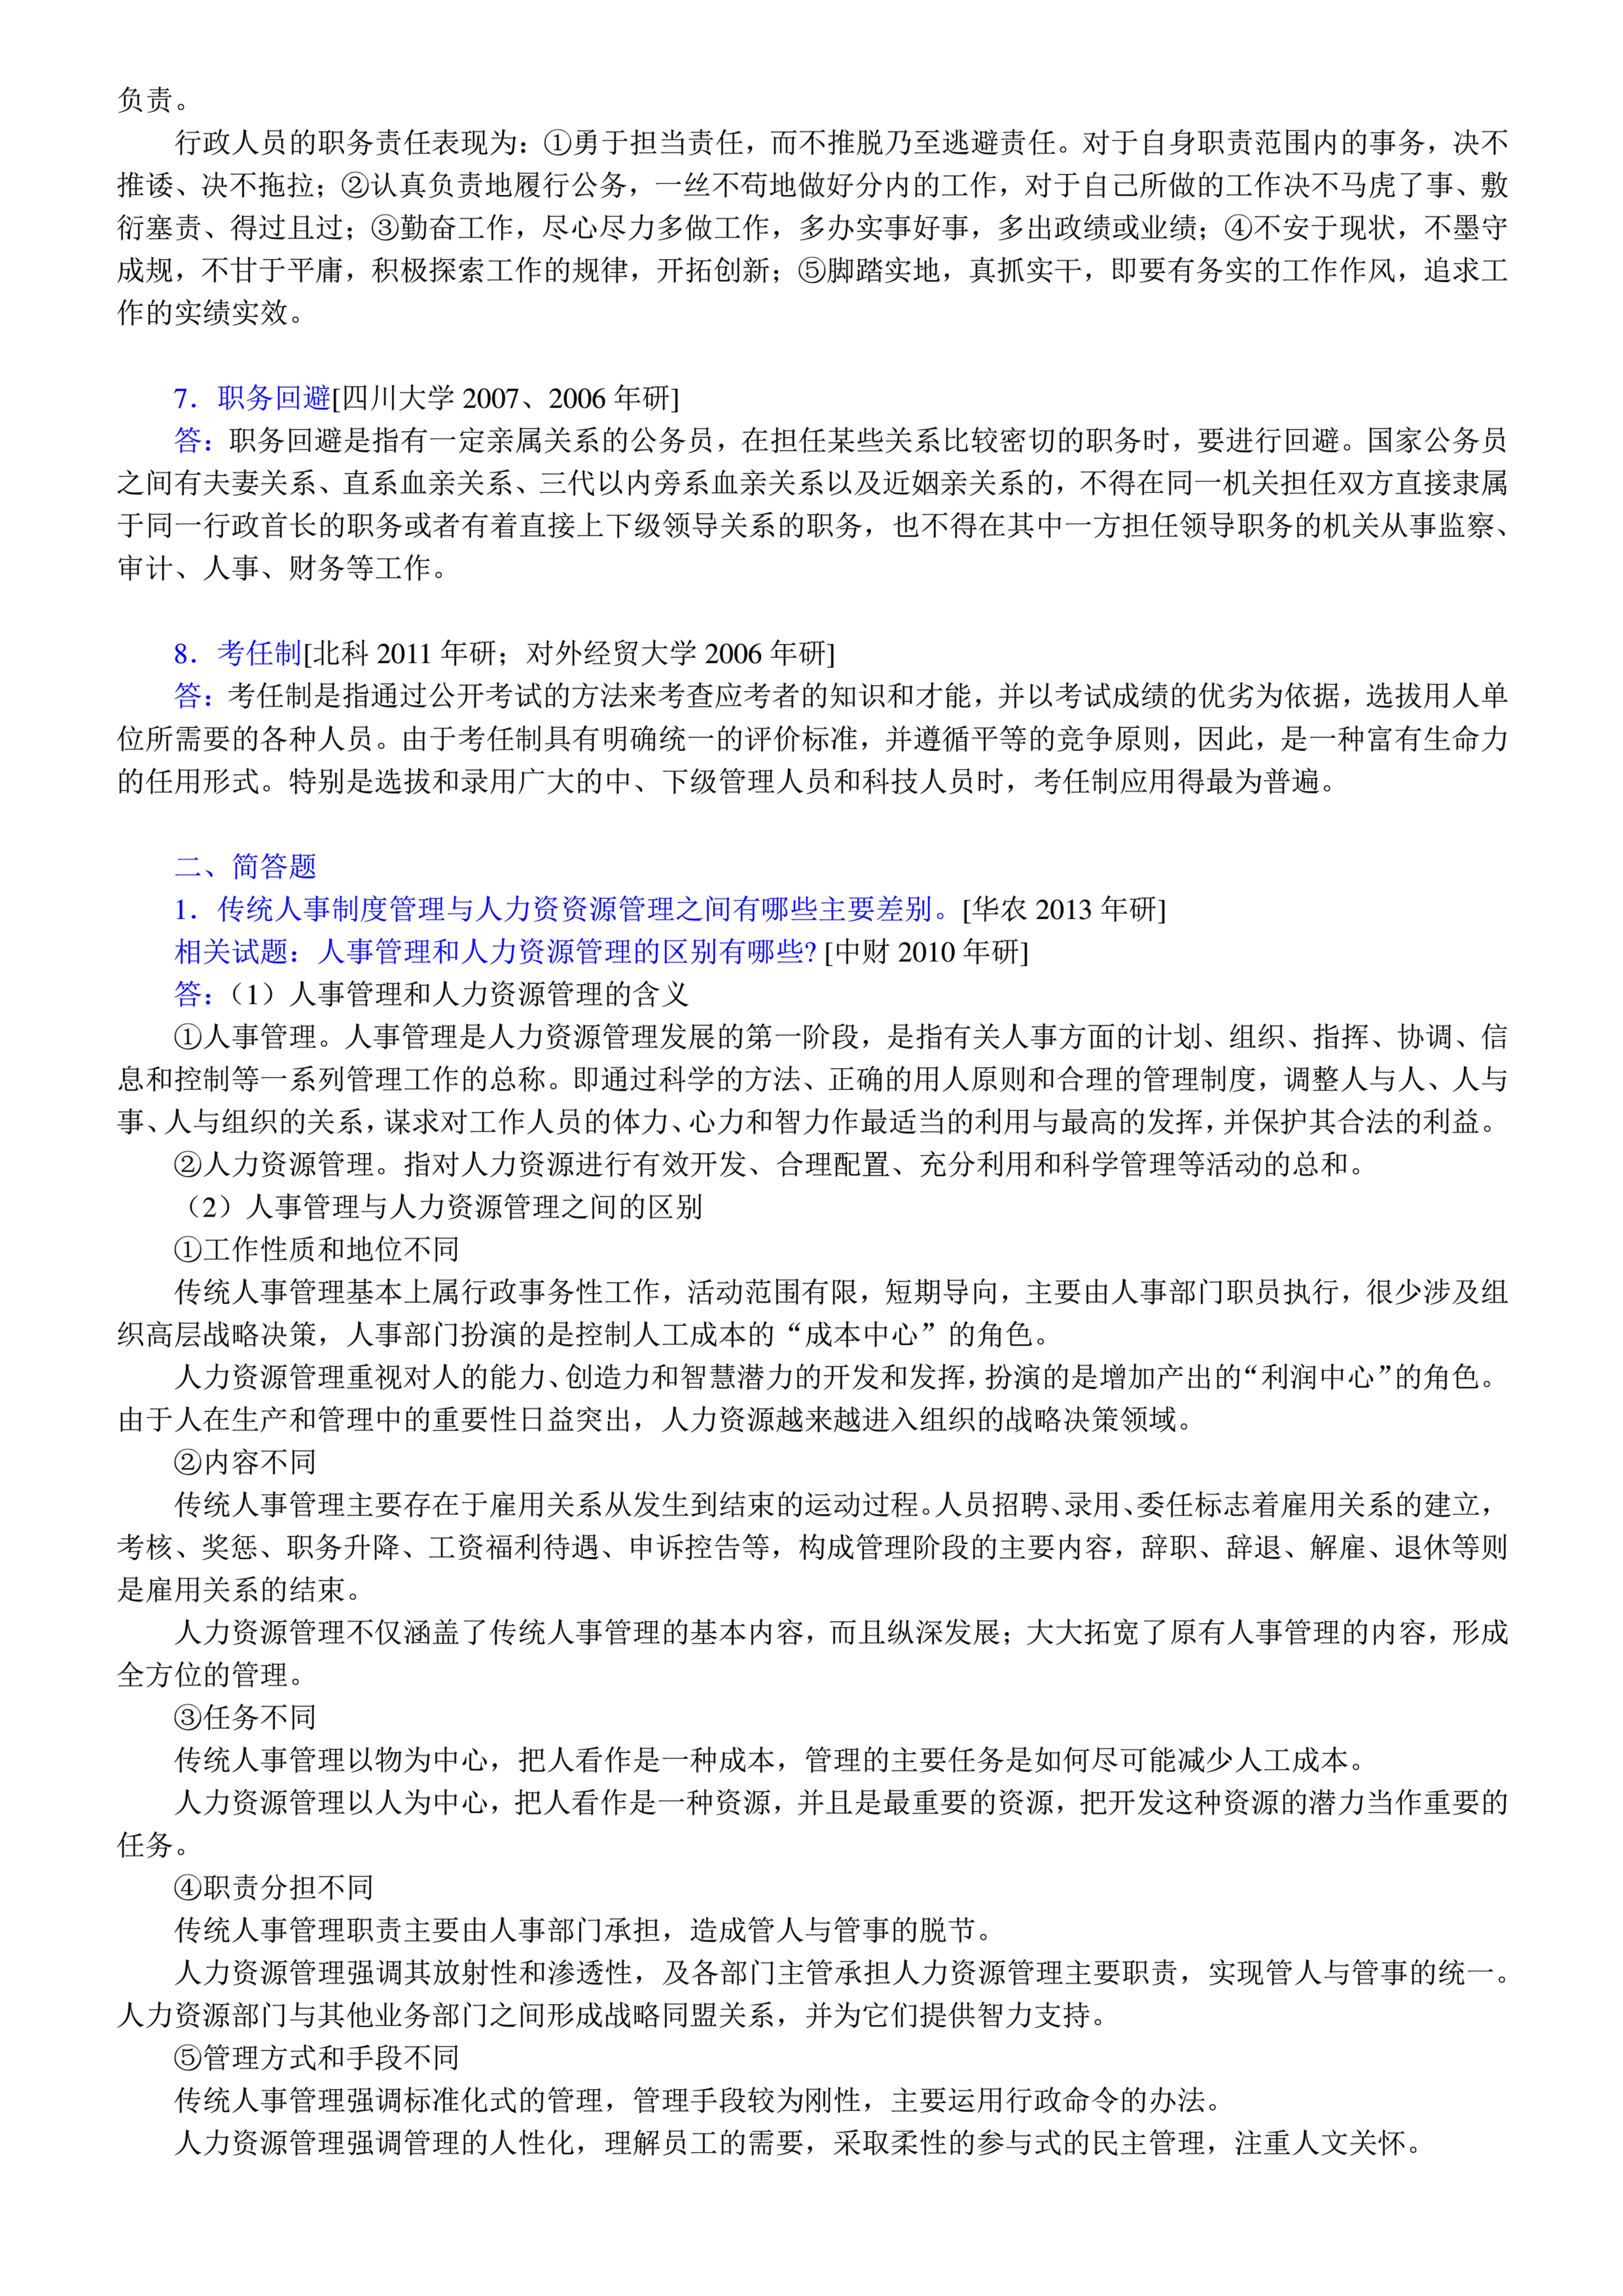 负责。
行政人员的职务责任表现为：①勇于担当责任，而不推脱乃至逃避责任。对于自身职责范围内的事务，决不
推诿、决不拖拉；②认真负责地履行公务，一丝不苟地做好分内的工作，对于自己所做的工作决不马虎了事、敷
衍塞责、得过且过；③勤奋工作，尽心尽力多做工作，多办实事好事，多出政绩或业绩；④不安于现状，不墨守
成规，不甘于平庸，积极探索工作的规律，开拓创新；⑤脚踏实地，真抓实干，即要有务实的工作作风，追求工
作的实绩实效。
7．职务回避[四川大学 2007、2006 年研]
答：职务回避是指有一定亲属关系的公务员，在担任某些关系比较密切的职务时，要进行回避。国家公务员
之间有夫妻关系、直系血亲关系、三代以内旁系血亲关系以及近姻亲关系的，不得在同一机关担任双方直接隶属
于同一行政首长的职务或者有着直接上下级领导关系的职务，也不得在其中一方担任领导职务的机关从事监察、
审计、人事、财务等工作。
8．考任制[北科 2011 年研；对外经贸大学 2006 年研]
答：考任制是指通过公开考试的方法来考查应考者的知识和才能，并以考试成绩的优劣为依据，选拔用人单
位所需要的各种人员。由于考任制具有明确统一的评价标准，并遵循平等的竞争原则，因此，是一种富有生命力
的任用形式。特别是选拔和录用广大的中、下级管理人员和科技人员时，考任制应用得最为普遍。
二、简答题
1．传统人事制度管理与人力资资源管理之间有哪些主要差别。[华农 2013 年研]
相关试题：人事管理和人力资源管理的区别有哪些? [中财 2010 年研]
答：（1）人事管理和人力资源管理的含义
①人事管理。人事管理是人力资源管理发展的第一阶段，是指有关人事方面的计划、组织、指挥、协调、信
息和控制等一系列管理工作的总称。即通过科学的方法、正确的用人原则和合理的管理制度，调整人与人、人与
事、人与组织的关系，谋求对工作人员的体力、心力和智力作最适当的利用与最高的发挥，并保护其合法的利益。
②人力资源管理。指对人力资源进行有效开发、合理配置、充分利用和科学管理等活动的总和。
（2）人事管理与人力资源管理之间的区别
①工作性质和地位不同
传统人事管理基本上属行政事务性工作，活动范围有限，短期导向，主要由人事部门职员执行，很少涉及组
织高层战略决策，人事部门扮演的是控制人工成本的“成本中心”的角色。
人力资源管理重视对人的能力、创造力和智慧潜力的开发和发挥，扮演的是增加产出的“利润中心”的角色。
由于人在生产和管理中的重要性日益突出，人力资源越来越进入组织的战略决策领域。
②内容不同
传统人事管理主要存在于雇用关系从发生到结束的运动过程。人员招聘、录用、委任标志着雇用关系的建立，
考核、奖惩、职务升降、工资福利待遇、申诉控告等，构成管理阶段的主要内容，辞职、辞退、解雇、退休等则
是雇用关系的结束。
人力资源管理不仅涵盖了传统人事管理的基本内容，而且纵深发展；大大拓宽了原有人事管理的内容，形成
全方位的管理。
③任务不同
传统人事管理以物为中心，把人看作是一种成本，管理的主要任务是如何尽可能减少人工成本。
人力资源管理以人为中心，把人看作是一种资源，并且是最重要的资源，把开发这种资源的潜力当作重要的
任务。
④职责分担不同
传统人事管理职责主要由人事部门承担，造成管人与管事的脱节。
人力资源管理强调其放射性和渗透性，及各部门主管承担人力资源管理主要职责，实现管人与管事的统一。
人力资源部门与其他业务部门之间形成战略同盟关系，并为它们提供智力支持。
⑤管理方式和手段不同
传统人事管理强调标准化式的管理，管理手段较为刚性，主要运用行政命令的办法。
人力资源管理强调管理的人性化，理解员工的需要，采取柔性的参与式的民主管理，注重人文关怀。